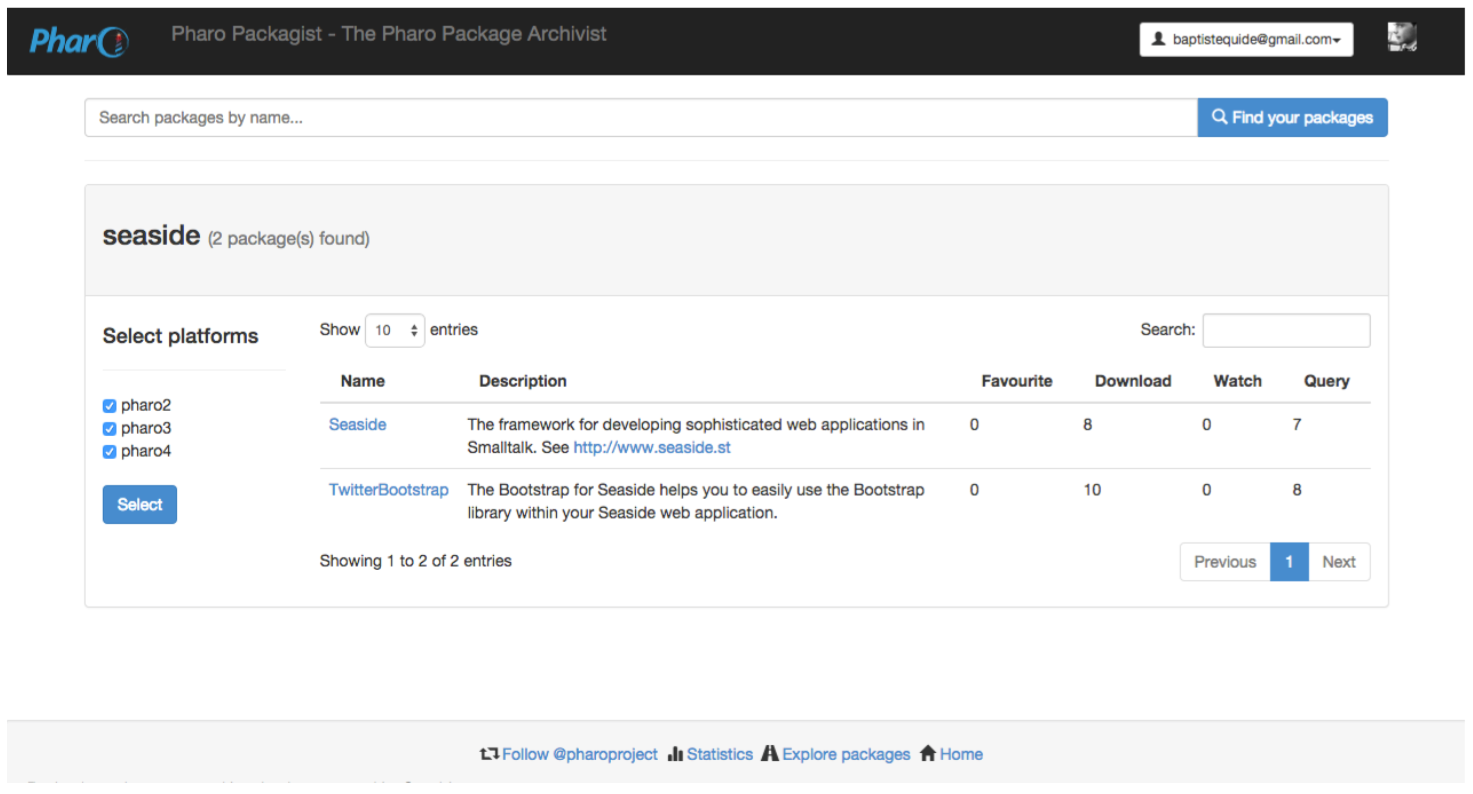 Pharo
Pharo Packagist - The Pharo Package Archivist
baptistequide@gmail.com
Search packages by name...
Find your packages
seaside (2 package(s) found)
Select platforms
pharo2
pharo3
pharo4
Select
Show 10 entries
Search:
Name Description Favourite Download Watch Query
Seaside The framework for developing sophisticated web applications in 0 8 0 7
Smalltalk. See http://www.seaside.st
TwitterBootstrap The Bootstrap for Seaside helps you to easily use the Bootstrap 0 10 0 8
library within your Seaside web application.
Showing 1 to 2 of 2 entries
Previous 1 Next
Follow @pharoproject Statistics Explore packages Home